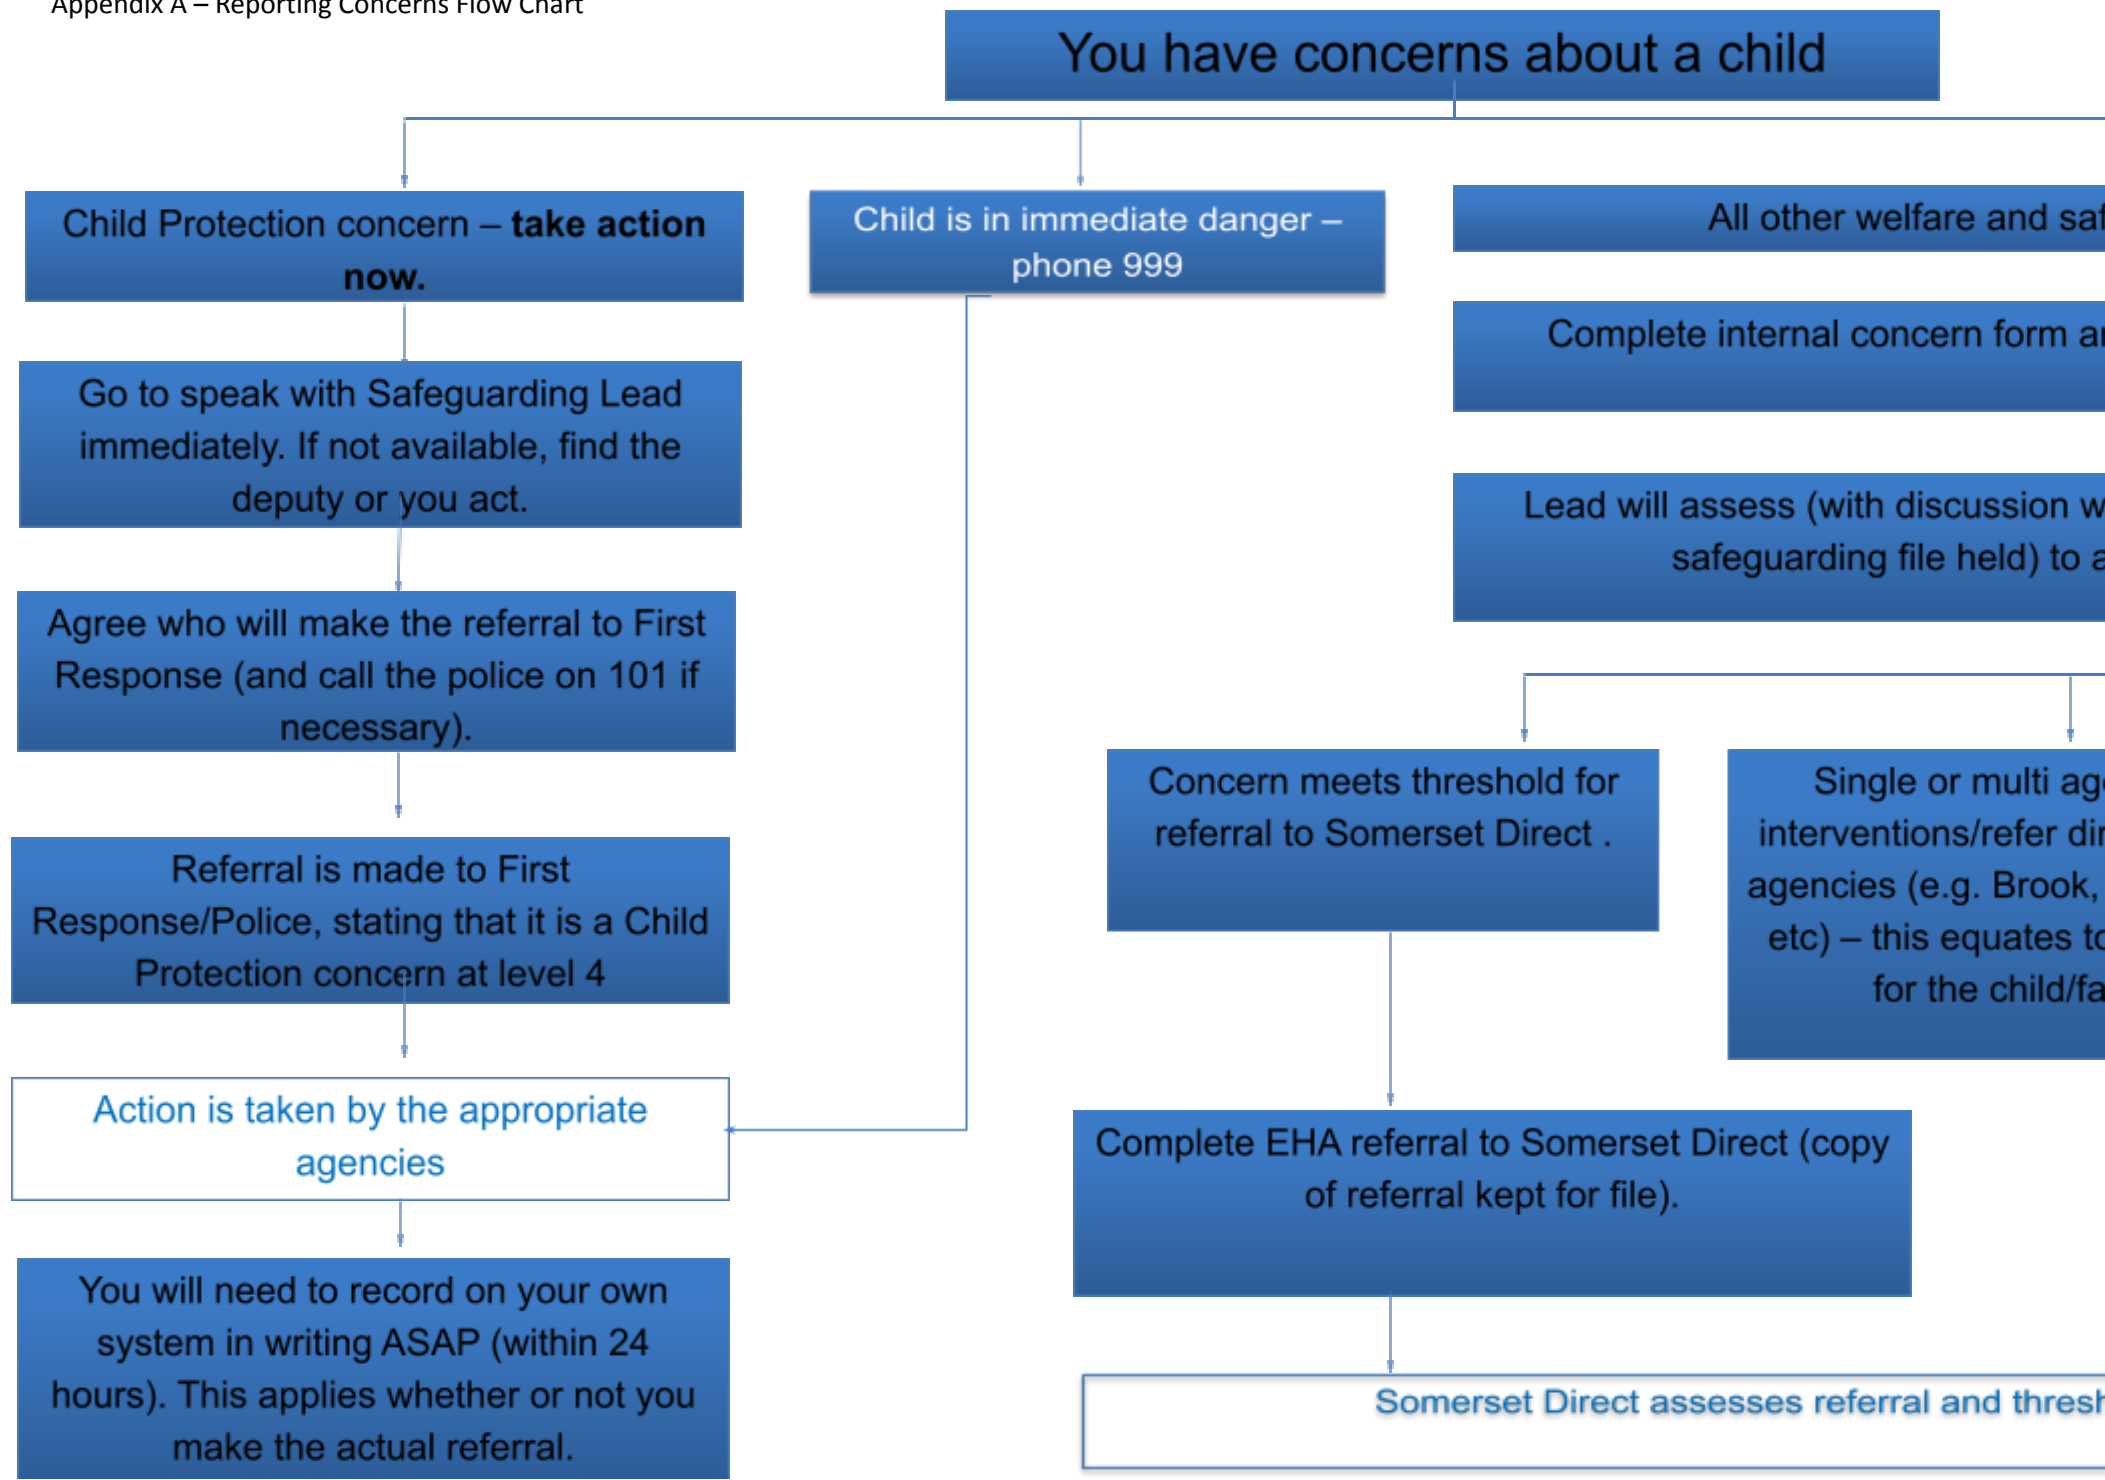 Appendix A – Reporting Concerns Flow Chart
You have concerns about a child
Child Protection concern – take action
now.
Go to speak with Safeguarding Lead
immediately. If not available, find the
deputy or you act.
Agree who will make the referral to First
Response (and call the police on 101 if
necessary).
Referral is made to First
Response/Police, stating that it is a Child
Protection concern at level 4
Action is taken by the appropriate
agencies
You will need to record on your own
system in writing ASAP (within 24
hours). This applies whether or not you
make the actual referral.
Child is in immediate danger –
phone 999
All other welfare and
Complete internal concern form
Lead will assess (with discussion
safeguarding file held) to
Concern meets threshold for
referral to Somerset Direct .
Single or multi
interventions/refer
agencies (e.g. Brook,
etc) – this equates
for the
Complete EHA referral to Somerset Direct (copy
of referral kept for file).
Somerset Direct assesses referral and